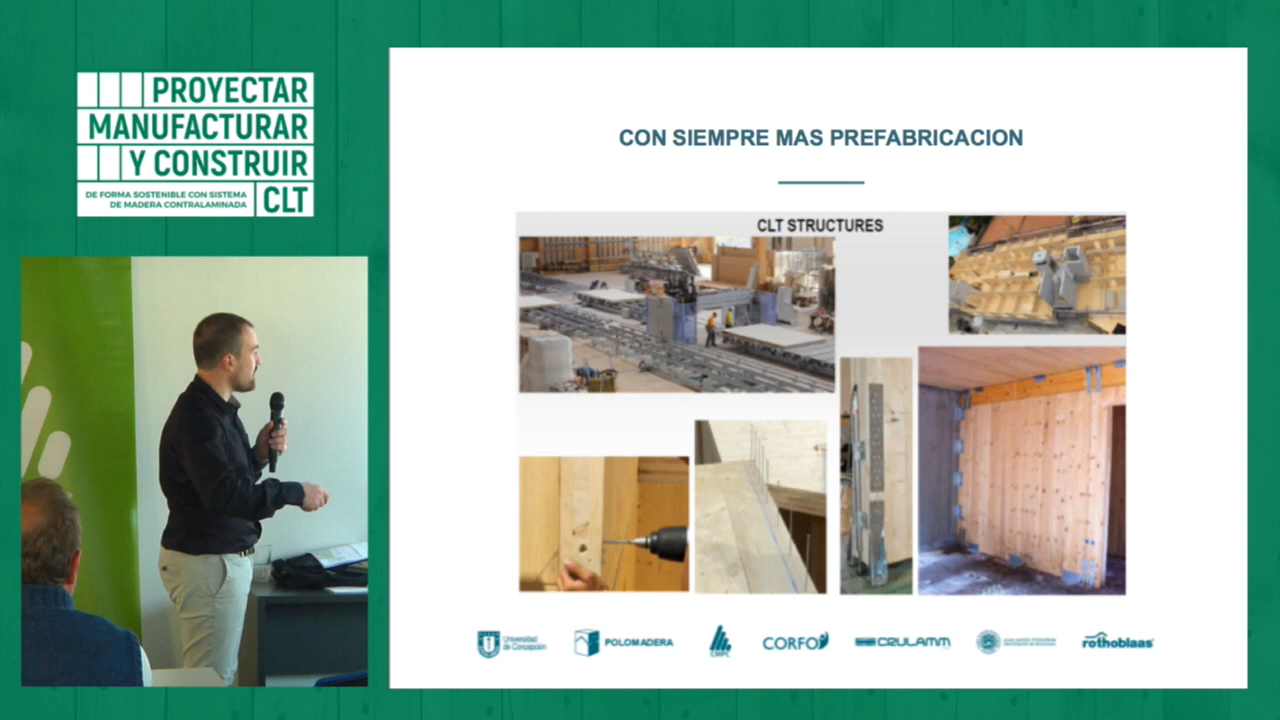 PROYECTAR
MANUFACTURAR
Y CONSTRUIR
DE FORMA SOSTENIBLE CON SISTEMA
DE MADERA CONTRALAMINADA
CLT
CON SIEMPRE MAS PREFABRICACION
CLT STRUCTURES
Universidad
de Concepción
POLOMADERA
CMPC
CORFO
CRULAMM
rothoblaas